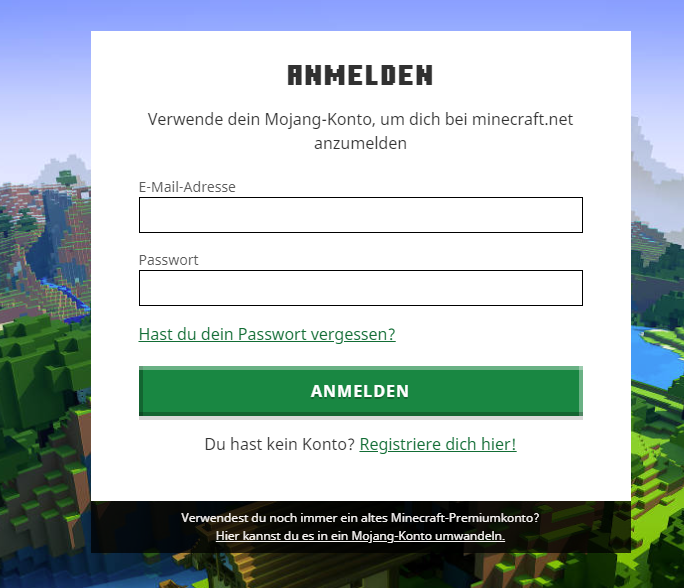 ANMELDEN
Verwende dein Mojang-Konto, um dich bei minecraft.net
anzumelden
E-Mail-Adresse
Passwort
Hast du dein Passwort vergessen?
ANMELDEN
Du hast kein Konto? Registriere dich hier!
Verwendest du noch immer ein altes Minecraft-Premiumkonto?
Hier kannst du es in ein Mojang-Konto umwandeln.